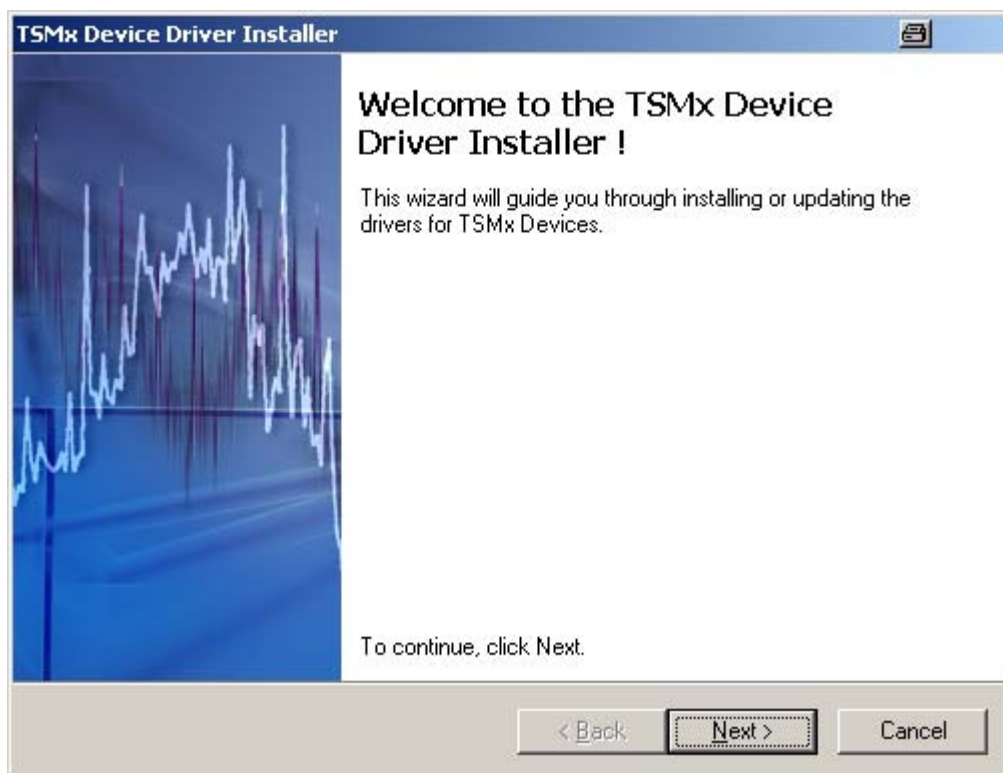 TSMx Device Driver Installer
Welcome to the TSMx Device
Driver Installer !
This wizard will guide you through installing or updating the
drivers for TSMx Devices.
To continue, click Next.
< Back
Next >
Cancel